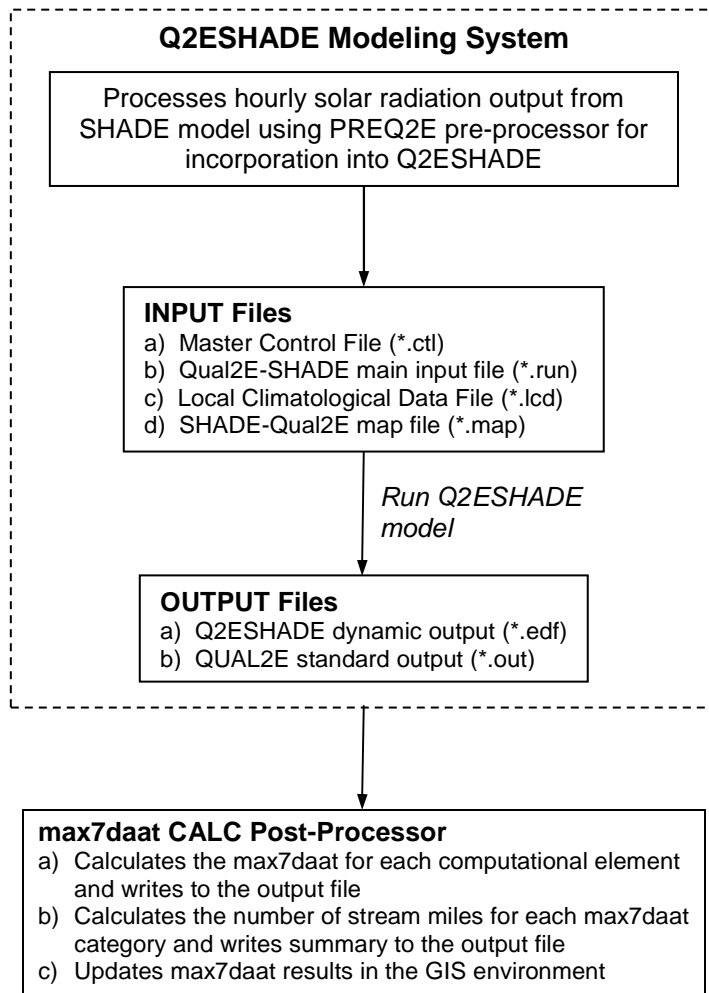 Q2ESHADE Modeling System
Processes hourly solar radiation output from
SHADE model using PREQ2E pre-processor for
incorporation into Q2ESHADE
INPUT Files
a) Master Control File (*.ctl)
b) Qual2E-SHADE main input file (*.run)
c) Local Climatological Data File (*.lcd)
d) SHADE-Qual2E map file (*.map)
Run Q2ESHADE
model
OUTPUT Files
a) Q2ESHADE dynamic output (*.edf)
b) QUAL2E standard output (*.out)
max7daat CALC Post-Processor
a) Calculates the max7daat for each computational element
and writes to the output file
b) Calculates the number of stream miles for each max7daat
category and writes summary to the output file
c) Updates max7daat results in the GIS environment